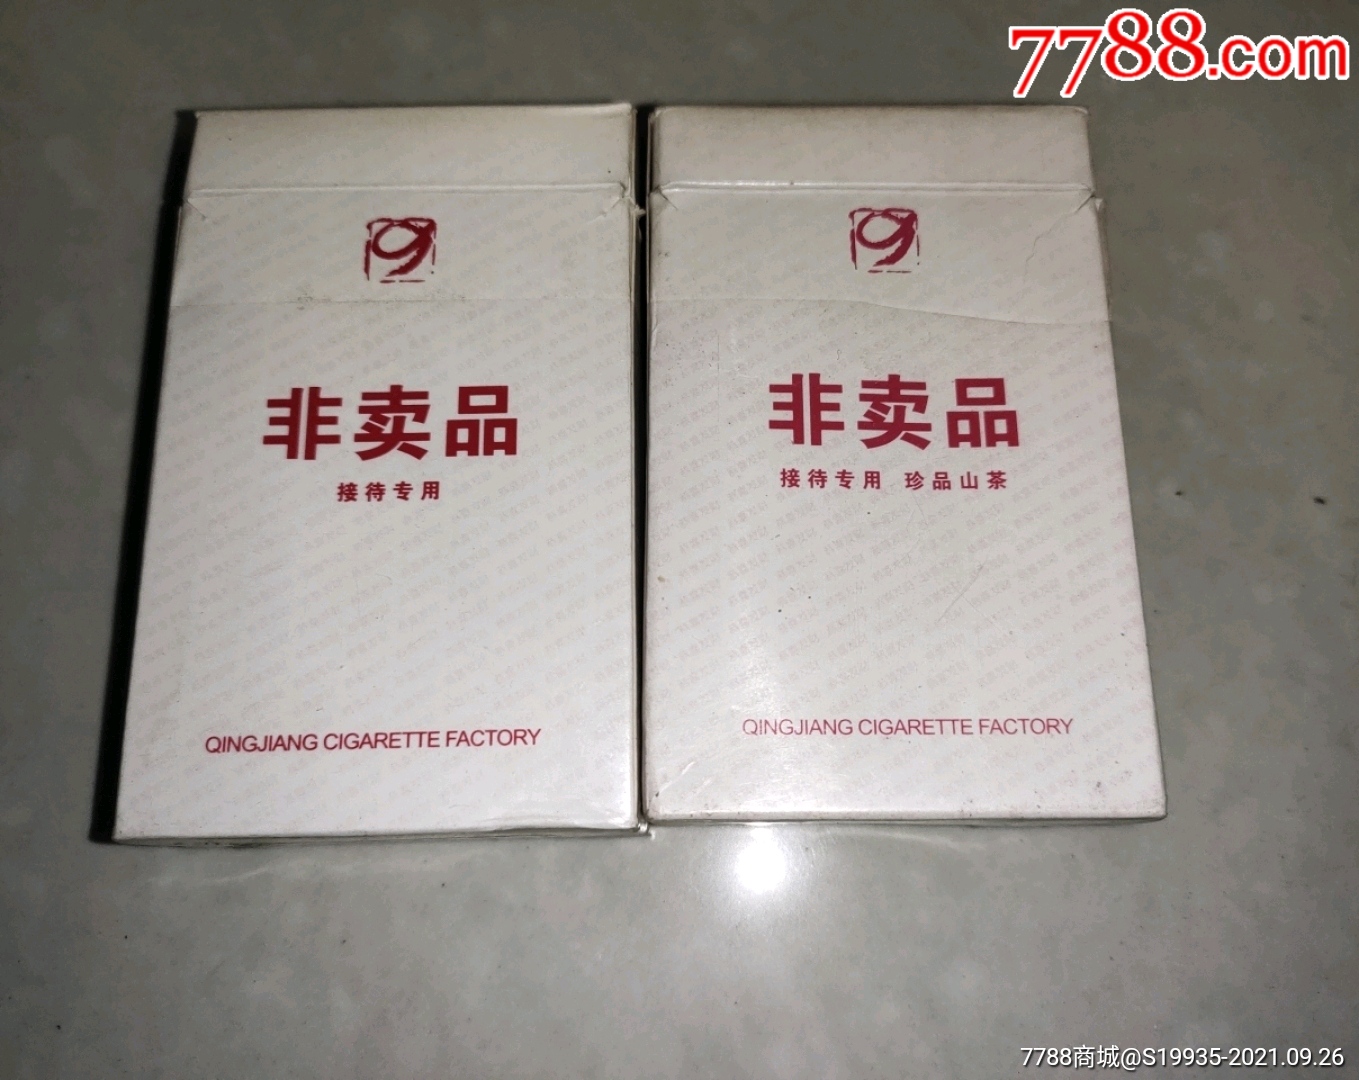 7788.com
非卖品
接待专用
QINGJIANG CIGARETTE FACTORY
非卖品
接待专用 珍品山茶
QINGJIANG CIGARETTE FACTORY
7788商城@S19935-2021.09.26